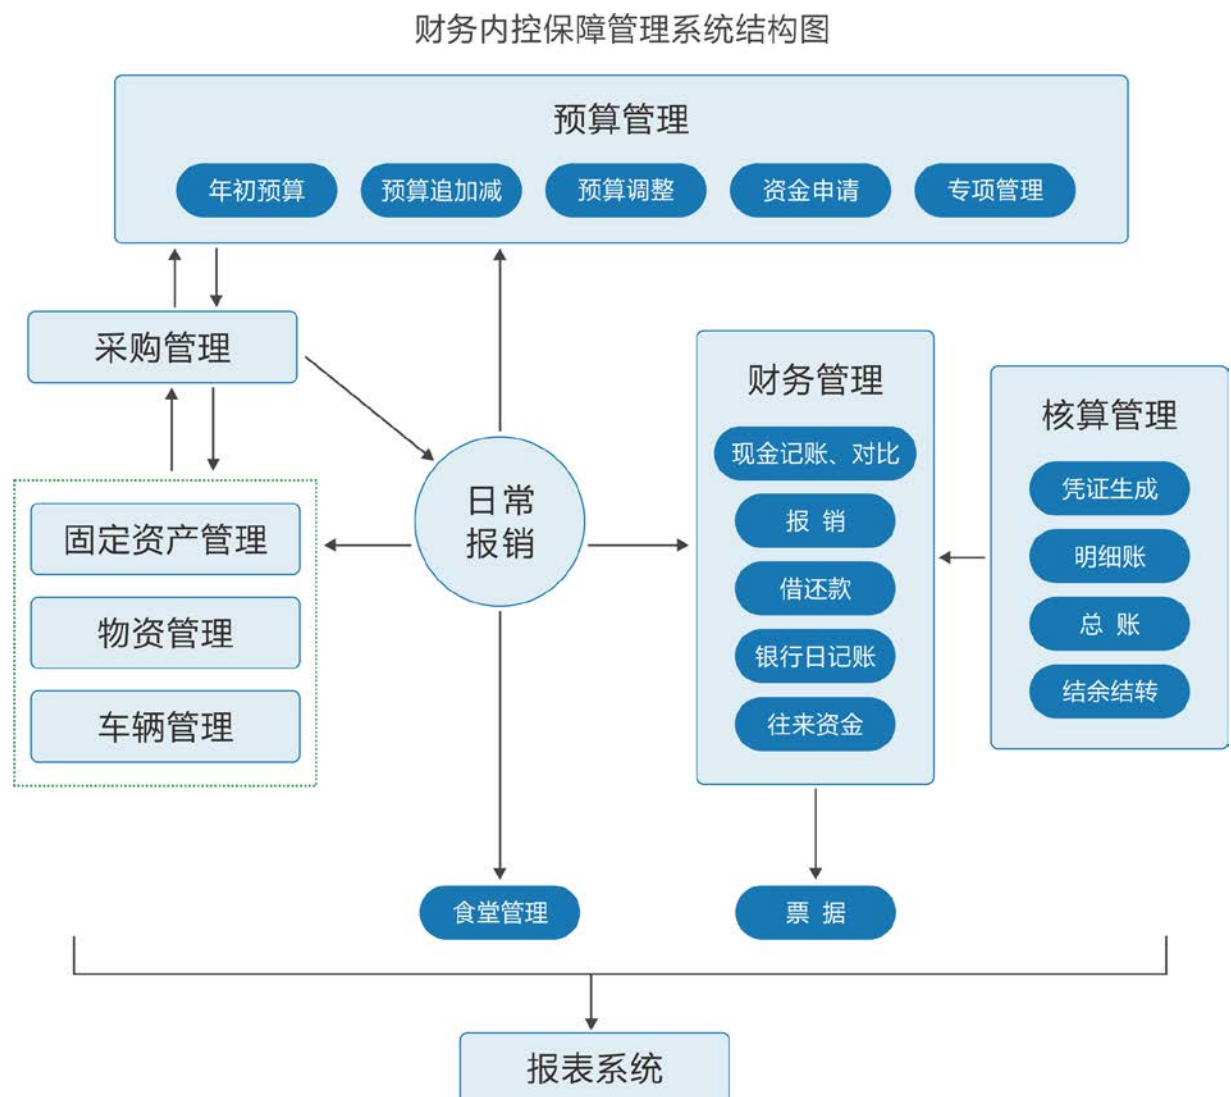 财务内控保障管理系统结构图
预算管理
年初预算
预算追加减
预算调整
资金申请
专项管理
采购管理
固定资产管理
物资管理
车辆管理
日常
报销
财务管理
现金记账、对比
报 销
借还款
银行日记账
往来资金
核算管理
凭证生成
明细账
总 账
结余结转
食堂管理
票 据
报表系统